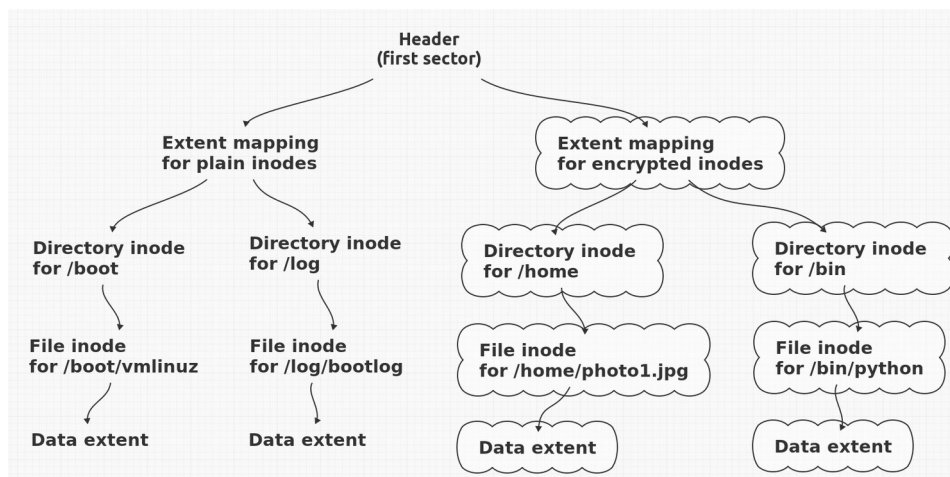 Header
(first sector)
Extent mapping
for plain inodes
Extent mapping
for encrypted inodes
Directory inode
for /boot
Directory inode
for /log
Directory inode
for /home
Directory inode
for /bin
File inode
for /boot/vmlinuz
File inode
for /log/bootlog
File inode
for /home/photo1.jpg
File inode
for /bin/python
Data extent
Data extent
Data extent
Data extent